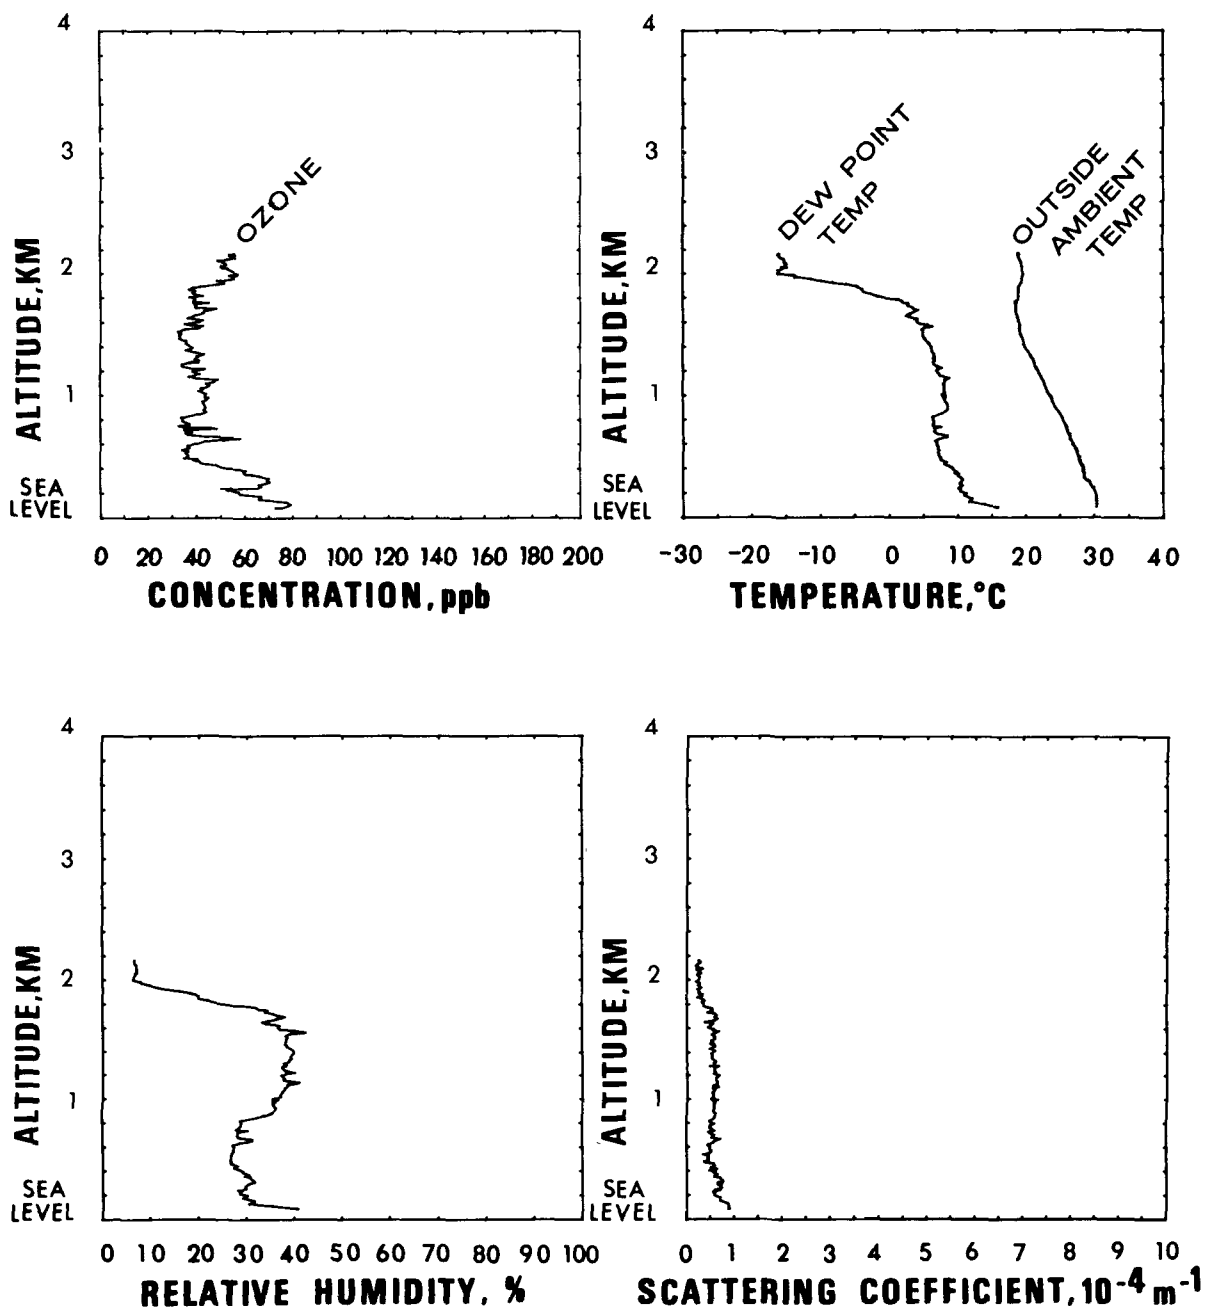 4
3
2
1
SEA
LEVEL
ALTITUDE,KM
OZONE
0 20 40 60 80 100 120 140 160 180 200
CONCENTRATION, ppb
4
3
2
1
SEA
LEVEL
ALTITUDE,KM
DEW POINT
TEMP
OUTSIDE
AMBIENT
TEMP
-30 -20 -10 0 10 20 30 40
TEMPERATURE,°C
4
3
2
1
SEA
LEVEL
ALTITUDE,KM
0 10 20 30 40 50 60 70 80 90 100
RELATIVE HUMIDITY, %
4
3
2
1
SEA
LEVEL
ALTITUDE,KM
0 1 2 3 4 5 6 7 8 9 10
SCATTERING COEFFICIENT, 10⁻⁴ m⁻¹